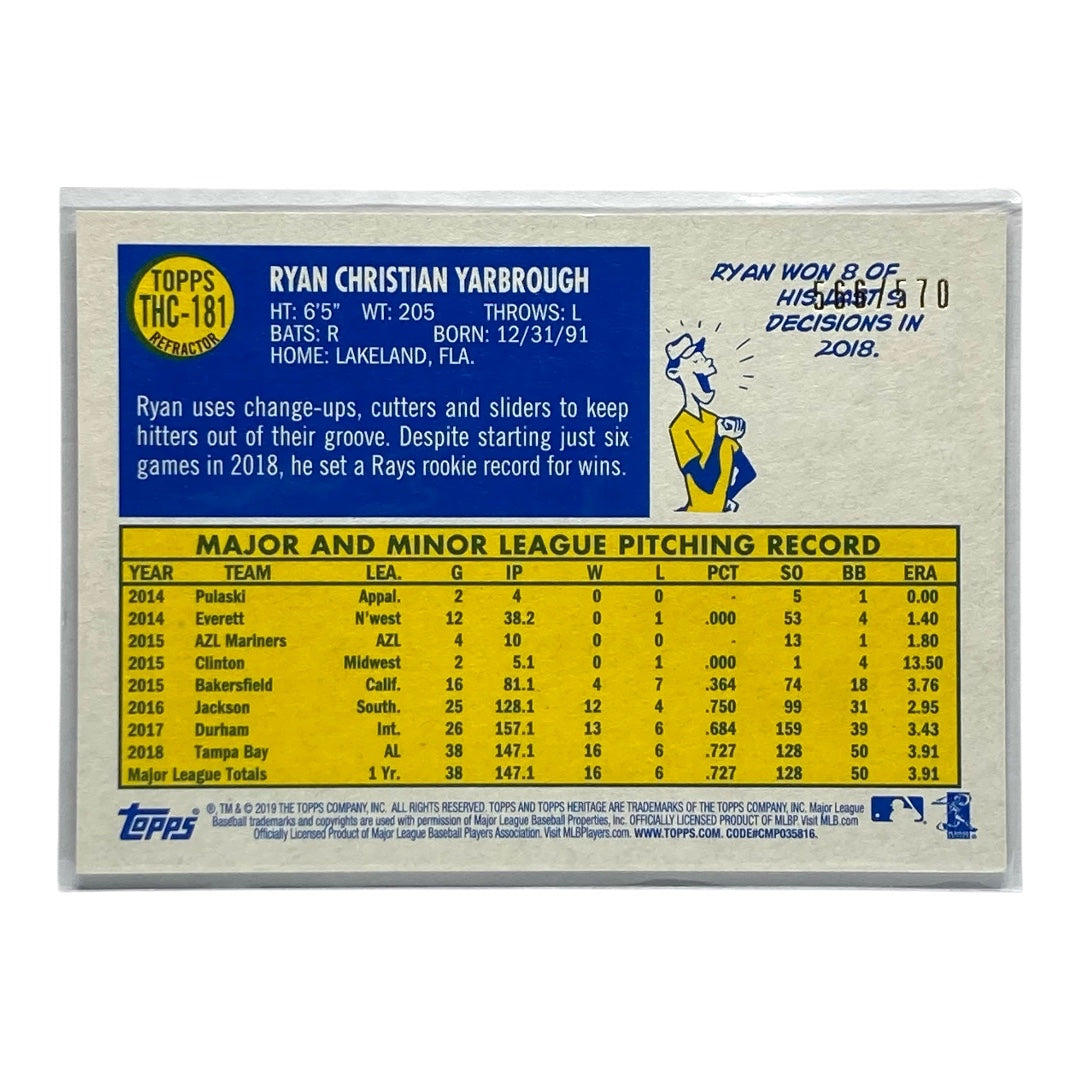 TOPPS
THC-181
REFRACTOR
RYAN CHRISTIAN YARBROUGH
HT: 6'5" WT: 205 THROWS: L
BATS: R BORN: 12/31/91
HOME: LAKELAND, FLA.
Ryan uses change-ups, cutters and sliders to keep
hitters out of their groove. Despite starting just six
games in 2018, he set a Rays rookie record for wins.
RYAN WON 8 OF
HIS LAST 9
566/570
DECISIONS IN
2018.
MAJOR AND MINOR LEAGUE PITCHING RECORD
YEAR TEAM LEA. G IP W L PCT SO BB ERA
2014 Pulaski Appal. 2 4 0 0 - 5 1 0.00
2014 Everett N'west 12 38.2 0 1 .000 53 4 1.40
2015 AZL Mariners AZL 4 10 0 0 - 13 1 1.80
2015 Clinton Midwest 2 5.1 0 1 .000 1 4 13.50
2015 Bakersfield Calif. 16 81.1 4 7 .364 74 18 3.76
2016 Jackson South. 25 128.1 12 4 .750 99 31 2.95
2017 Durham Int. 26 157.1 13 6 .684 159 39 3.43
2018 Tampa Bay AL 38 147.1 16 6 .727 128 50 3.91
Major League Totals 1 Yr. 38 147.1 16 6 .727 128 50 3.91
TOPPS
®, TM & © 2019 THE TOPPS COMPANY, INC. ALL RIGHTS RESERVED. TOPPS AND TOPPS HERITAGE ARE TRADEMARKS OF THE TOPPS COMPANY, INC. Major League
Baseball trademarks and copyrights are used with permission of Major League Baseball Properties, Inc. OFFICIALLY LICENSED PRODUCT OF MLBP. Visit MLB.com
Officially Licensed Product of Major League Baseball Players Association. Visit MLBPlayers.com. WWW.TOPPS.COM. CODE#CMP035816.